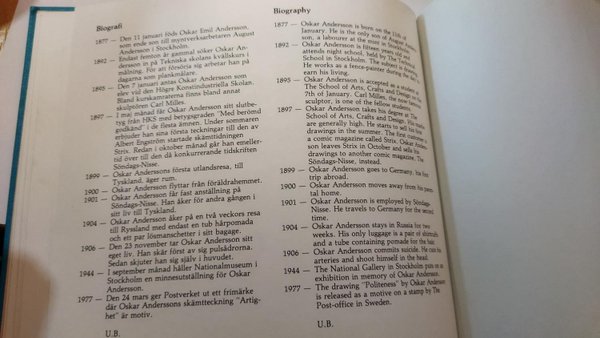 Biografi
1877 — Den 11 januari föds Oskar Emil Andersson,
som ende son till myntverksarbetaren August
Andersson i Stockholm.
1892 — Endast femton år gammal söker Oskar An-
dersson in på Tekniska skolans kvällskurs i
målning. För att försörja sig arbetar han på
dagarna som plankmålare.
1895 — Den 7 januari antas Oskar Andersson som
elev vid den Högre Konstindustriella Skolan.
Bland kurskamraterna finns bland annat
skulptören Carl Milles.
1897 — I maj månad får Oskar Andersson sitt slutbe-
tyg från HKS med betygsgraden "Med beröm
godkänd" i de flesta ämnen. Under sommaren
erbjuder han sina första teckningar till den av
Albert Engström startade skämttidningen
Strix. Redan i oktober månad går han emeller-
tid över till den då konkurrerande tidskriften
Söndags-Nisse.
1899 — Oskar Anderssons första utlandsresa, till
Tyskland, äger rum.
1900 — Oskar Andersson flyttar från föräldrahemmet.
1901 — Oskar Andersson får fast anställning på
Söndags-Nisse. Han åker för andra gången i
sitt liv till Tyskland.
1904 — Oskar Andersson åker på en två veckors resa
till Ryssland med endast en tub hårpomada
och ett par lösmanschetter i sitt bagage.
1906 — Den 23 november tar Oskar Andersson sitt
eget liv. Han skär först av sig pulsådrorna.
Sedan skjuter han sig själv i huvudet.
1944 — I september månad håller Nationalmuseum i
Stockholm en minnesutställning för Oskar
Andersson.
1977 — Den 24 mars ger Postverket ut ett frimärke
där Oskar Anderssons skämtteckning "Artig-
het" är motiv.
U.B.
Biography
1877 — Oskar Andersson is born on the 11th of
January. He is the only son of August Anders-
son, a labourer at the mint in Stockholm.
1892 — Oskar Andersson is fifteen years old and
attends night school, held by The Technical
School in Stockholm. The subject is painting.
He works as a fence-painter during the day to
earn his living.
1895 — Oskar Andersson is accepted as a student at
The School of Arts, Crafts and Design, the
7th of January. Carl Milles, the now famous
sculptor, is one of the fellow students.
1897 — Oskar Andersson takes his degree at The
School of Arts, Crafts and Design. His marks
are generally high. He starts to sell his
drawings in the summer. The first customer is
a comic magazine called Strix. Oskar Anders-
son leaves Strix in October and sells his
drawings to another comic magazine. The
Söndags-Nisse, instead.
1899 — Oskar Andersson goes to Germany, his first
trip abroad.
1900 — Oskar Andersson moves away from his paren-
tal home.
1901 — Oskar Andersson is employed by Söndags-
Nisse. He travels to Germany for the second
time.
1904 — Oskar Andersson stays in Russia for two
weeks. His only luggage is a pair of shirtcuffs
and a tube containing pomade for the hair.
1906 — Oskar Andersson commits suicide. He cuts his
arteries and shoots himself in the head.
1944 — The National Gallery in Stockholm puts on an
exhibition in memory of Oskar Andersson.
1977 — The drawing "Politeness" by Oskar Andersson
is released as a motive on a stamp by The
Post-office in Sweden.
U.B.